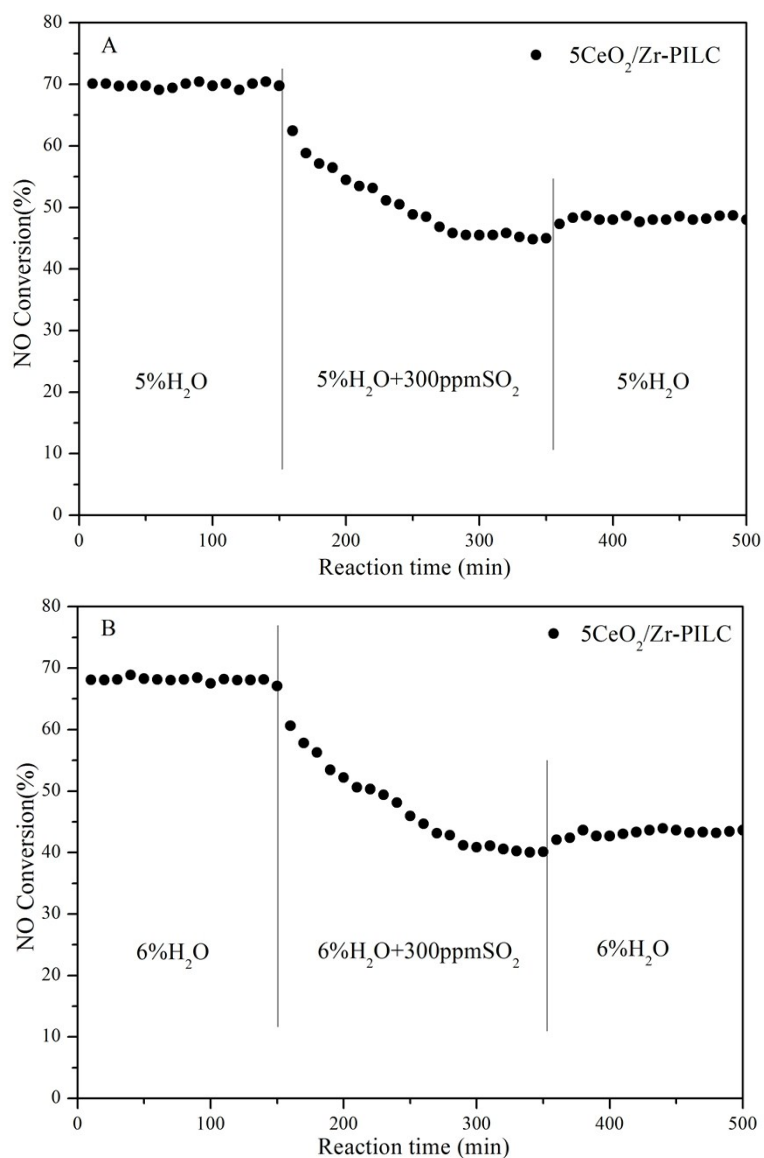 A
5CeO2/Zr-PILC
NO Conversion(%)
80
70
60
50
40
30
20
10
0
5%H2O
5%H2O+300ppmSO2
5%H2O
0 100 200 300 400 500
Reaction time (min)
B
5CeO2/Zr-PILC
NO Conversion(%)
80
70
60
50
40
30
20
10
0
6%H2O
6%H2O+300ppmSO2
6%H2O
0 100 200 300 400 500
Reaction time (min)